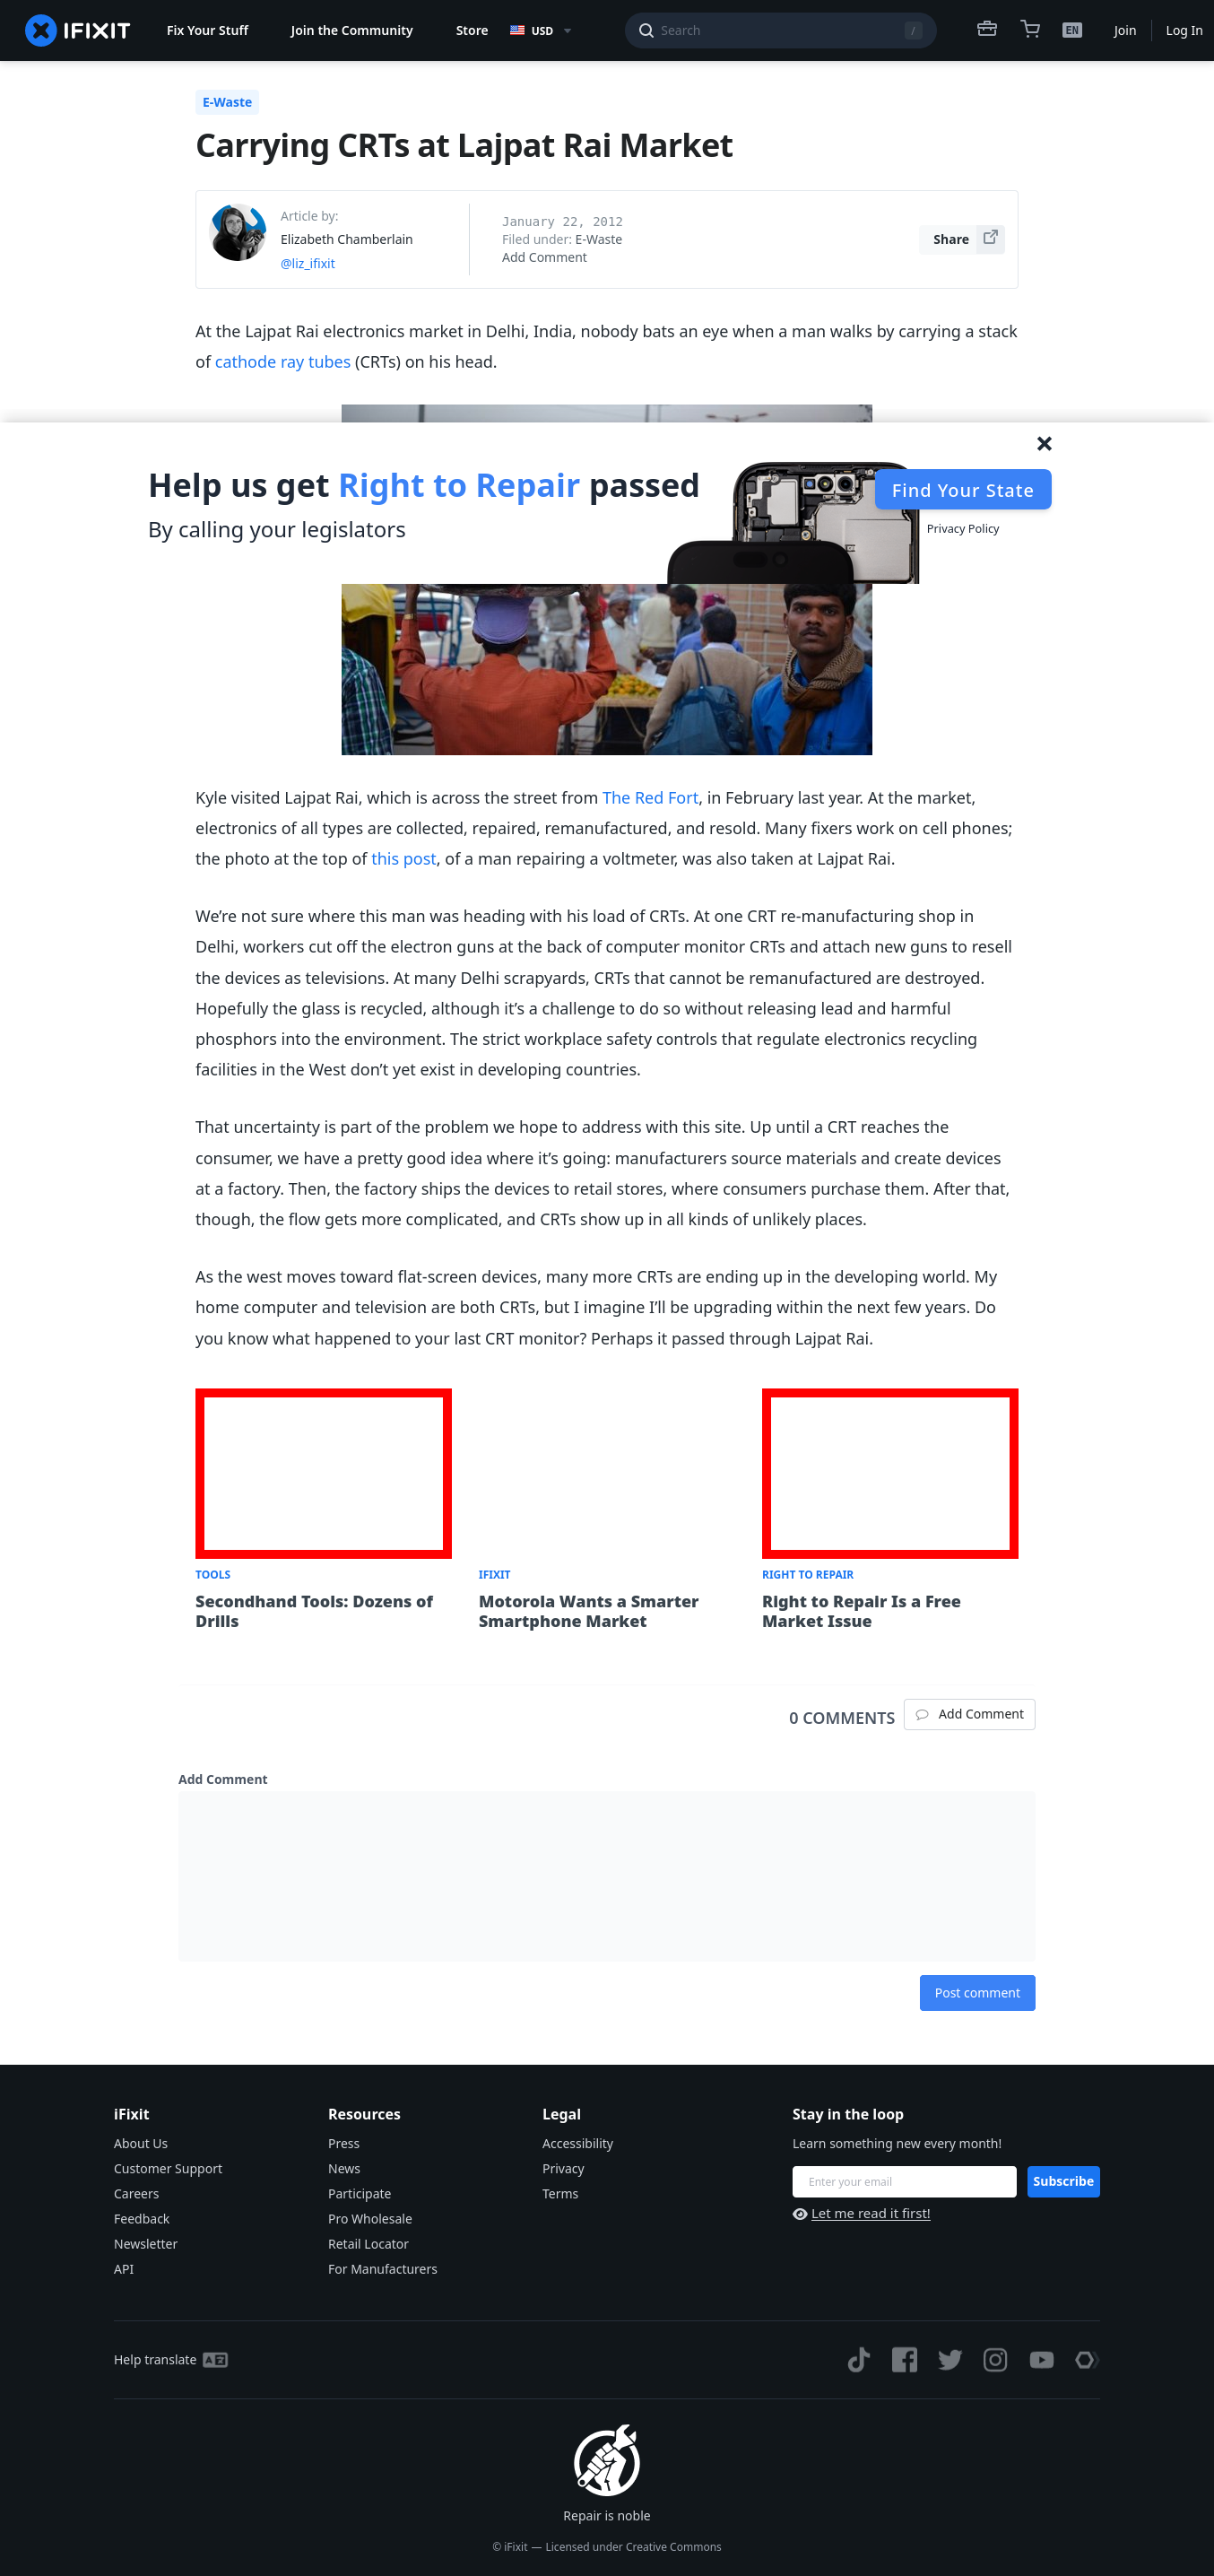 IFIXIT
Fix Your Stuff
Join the Community
Store
USD
Search
/
EN
Join
Log In
E-Waste
Carrying CRTs at Lajpat Rai Market
Article by:
Elizabeth Chamberlain
@liz_ifixit
January 22, 2012
Filed under: E-Waste
Add Comment
Share
At the Lajpat Rai electronics market in Delhi, India, nobody bats an eye when a man walks by carrying a stack
of cathode ray tubes (CRTs) on his head.
Help us get Right to Repair passed
By calling your legislators
Find Your State
Privacy Policy
Kyle visited Lajpat Rai, which is across the street from The Red Fort, in February last year. At the market,
electronics of all types are collected, repaired, remanufactured, and resold. Many fixers work on cell phones;
the photo at the top of this post, of a man repairing a voltmeter, was also taken at Lajpat Rai.
We’re not sure where this man was heading with his load of CRTs. At one CRT re-manufacturing shop in
Delhi, workers cut off the electron guns at the back of computer monitor CRTs and attach new guns to resell
the devices as televisions. At many Delhi scrapyards, CRTs that cannot be remanufactured are destroyed.
Hopefully the glass is recycled, although it’s a challenge to do so without releasing lead and harmful
phosphors into the environment. The strict workplace safety controls that regulate electronics recycling
facilities in the West don’t yet exist in developing countries.
That uncertainty is part of the problem we hope to address with this site. Up until a CRT reaches the
consumer, we have a pretty good idea where it’s going: manufacturers source materials and create devices
at a factory. Then, the factory ships the devices to retail stores, where consumers purchase them. After that,
though, the flow gets more complicated, and CRTs show up in all kinds of unlikely places.
As the west moves toward flat-screen devices, many more CRTs are ending up in the developing world. My
home computer and television are both CRTs, but I imagine I’ll be upgrading within the next few years. Do
you know what happened to your last CRT monitor? Perhaps it passed through Lajpat Rai.
TOOLS
Secondhand Tools: Dozens of
Drills
IFIXIT
Motorola Wants a Smarter
Smartphone Market
RIGHT TO REPAIR
Right to Repair Is a Free
Market Issue
0 COMMENTS
Add Comment
Add Comment
Post comment
iFixit
About Us
Customer Support
Careers
Feedback
Newsletter
API
Resources
Press
News
Participate
Pro Wholesale
Retail Locator
For Manufacturers
Legal
Accessibility
Privacy
Terms
Stay in the loop
Learn something new every month!
Enter your email
Subscribe
Let me read it first!
Help translate
Repair is noble
© iFixit — Licensed under Creative Commons